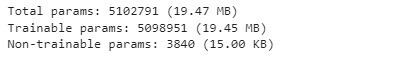 Total params: 5102791 (19.47 MB)
Trainable params: 5098951 (19.45 MB)
Non-trainable params: 3840 (15.00 KB)